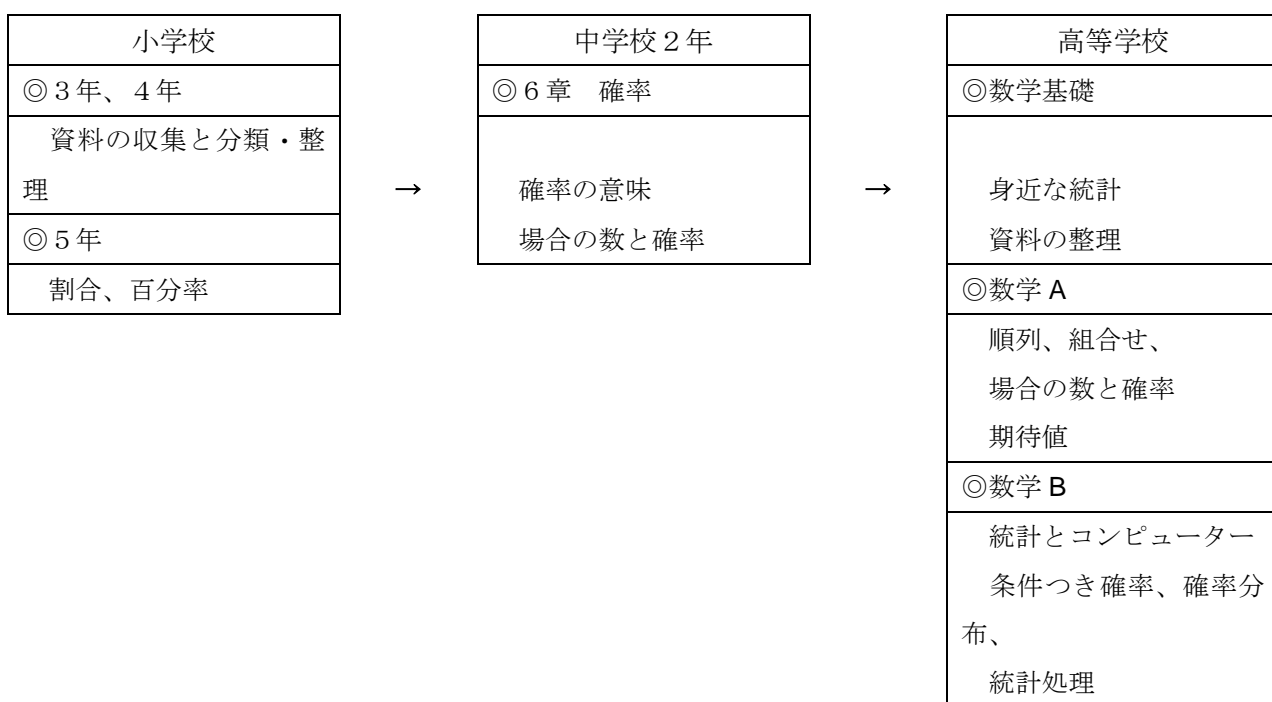 小学校
◎３年、４年
資料の収集と分類・整
理
◎５年
割合、百分率
→
中学校２年
◎６章　確率
確率の意味
場合の数と確率
→
高等学校
◎数学基礎
身近な統計
資料の整理
◎数学 A
順列、組合せ、
場合の数と確率
期待値
◎数学 B
統計とコンピューター
条件つき確率、確率分
布、
統計処理